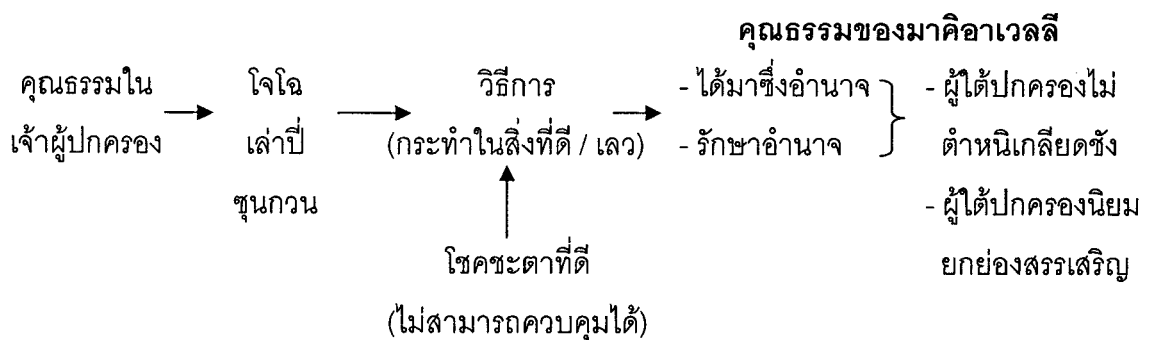 คุณธรรมของมาคิอาเวลลี
คุณธรรมใน
เจ้าผู้ปกครอง
โจโฉ
เล่าปี่
ซุนกวน
วิธีการ
(กระทำในสิ่งที่ดี / เลว)
โชคชะตาที่ดี
(ไม่สามารถควบคุมได้)
- ได้มาซึ่งอำนาจ
- รักษาอำนาจ
- ผู้ใต้ปกครองไม่
ตำหนิเกลียดชัง
- ผู้ใต้ปกครองนิยม
ยกย่องสรรเสริญ